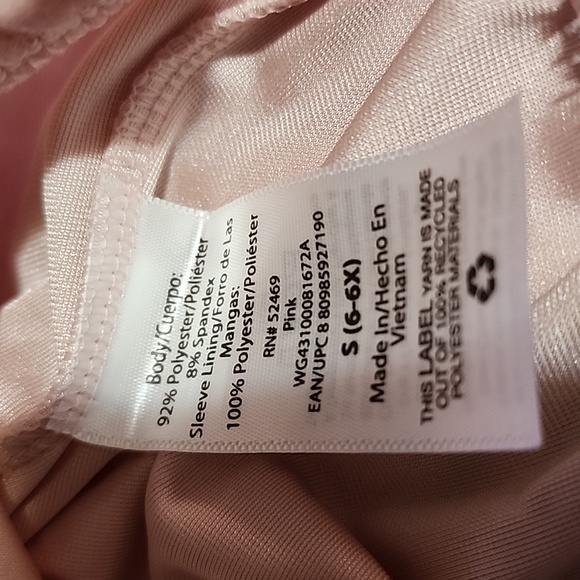 Body/Cuerpo:
92% Polyester/Poliéster
8% Spandex
Sleeve Lining/Forro de Las
Mangas:
100% Polyester/Poliéster
RN# 52469
Pink
WG43100081672A
EAN/UPC 8 80985927190
S (6-6X)
Made In/Hecho En
Vietnam
THIS LABEL YARN IS MADE
OUT OF 100% RECYCLED
POLYESTER MATERIALS